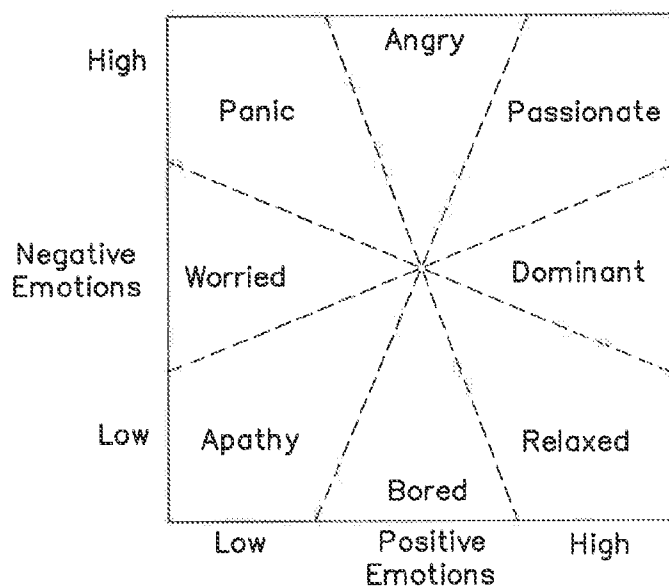 High
Angry
Panic
Passionate
Negative
Emotions
Worried
Dominant
Low
Apathy
Relaxed
Bored
Low
Positive
Emotions
High